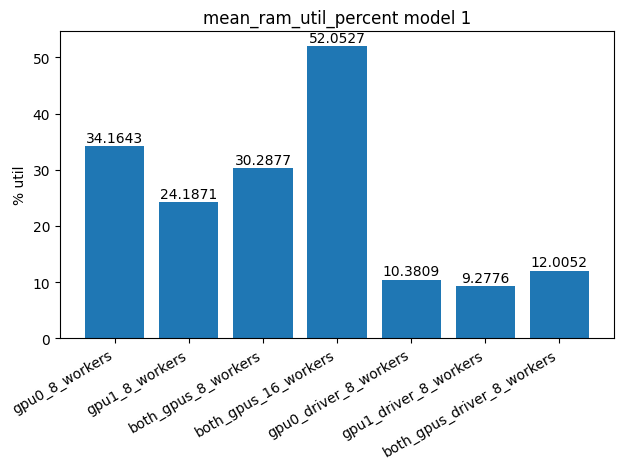 mean_ram_util_percent model 1
% util
50
40
30
20
10
0
34.1643
24.1871
30.2877
52.0527
10.3809
9.2776
12.0052
gpu0_8_workers
gpu1_8_workers
both_gpus_8_workers
both_gpus_16_workers
gpu0_driver_8_workers
gpu1_driver_8_workers
both_gpus_driver_8_workers